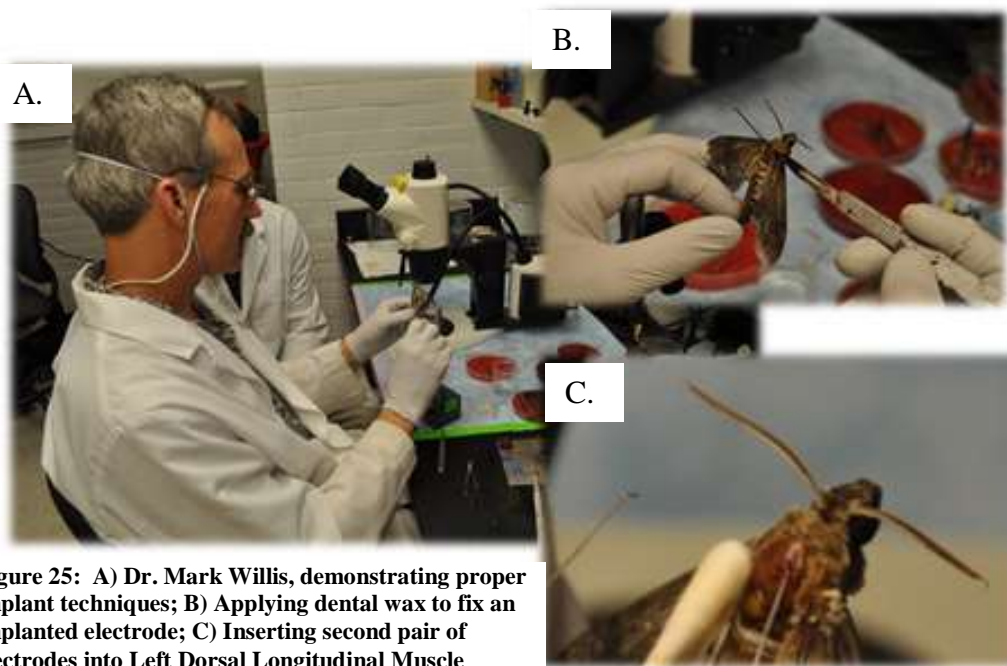 A.
B.
C.
gure 25: A) Dr. Mark Willis, demonstrating proper
plant techniques; B) Applying dental wax to fix an
planted electrode; C) Inserting second pair of
ectrodes into Left Dorsal Longitudinal Muscle